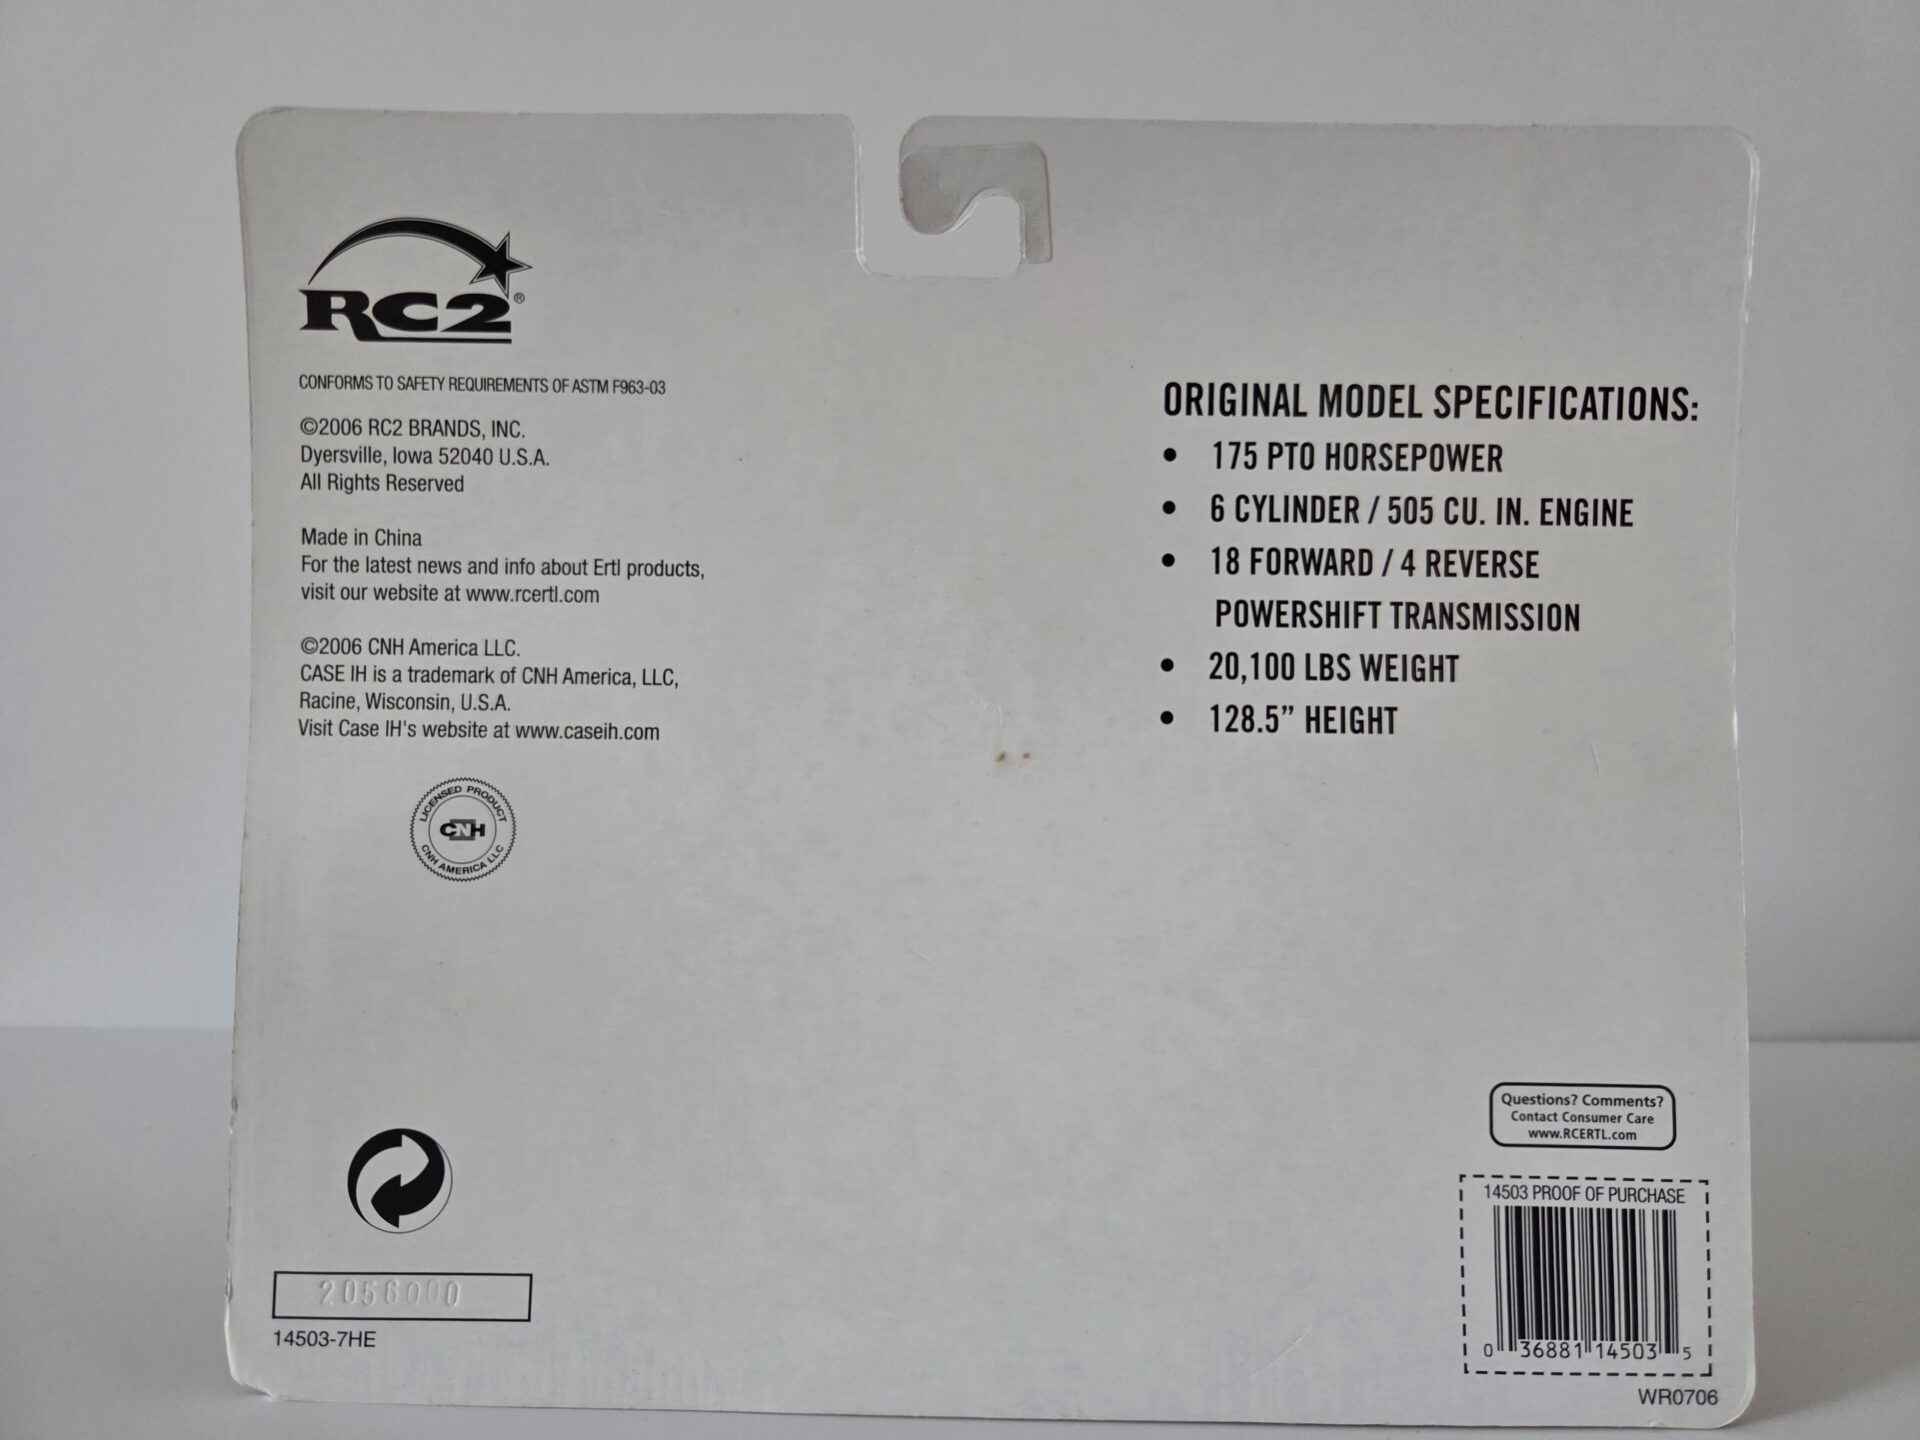 RC2®
CONFORMS TO SAFETY REQUIREMENTS OF ASTM F963-03
©2006 RC2 BRANDS, INC.
Dyersville, Iowa 52040 U.S.A.
All Rights Reserved
Made in China
For the latest news and info about Ertl products,
visit our website at www.rcertl.com
©2006 CNH America LLC.
CASE IH is a trademark of CNH America, LLC,
Racine, Wisconsin, U.S.A.
Visit Case IH's website at www.caseih.com
LICENSED PRODUCT
CNH
CNH AMERICA LLC
2056000
14503-7HE
ORIGINAL MODEL SPECIFICATIONS:
• 175 PTO HORSEPOWER
• 6 CYLINDER / 505 CU. IN. ENGINE
• 18 FORWARD / 4 REVERSE
POWERSHIFT TRANSMISSION
• 20,100 LBS WEIGHT
• 128.5” HEIGHT
Questions? Comments?
Contact Consumer Care
www.RCERTL.com
14503 PROOF OF PURCHASE
0 36881 14503 5
WR0706